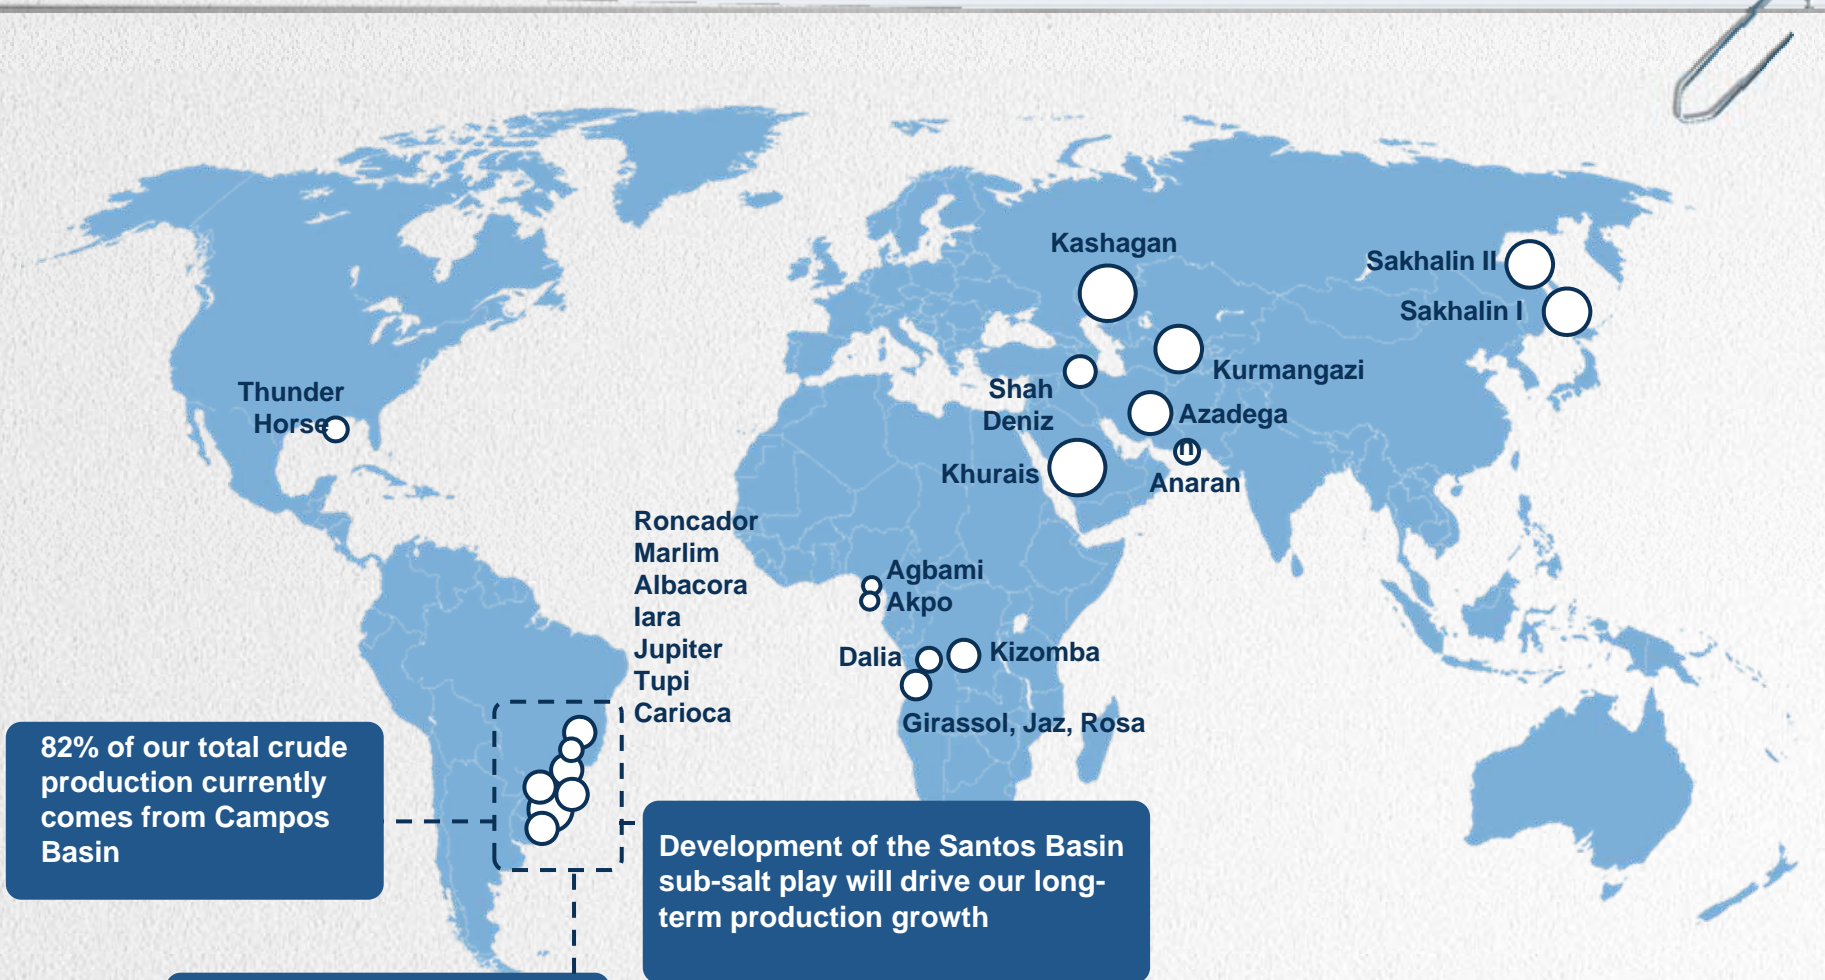 Kashagan
Sakhalin II
Sakhalin I
Kurmangazi
Thunder
Horse
Shah
Deniz
Azadega
n
Khurais
Anaran
Roncador
Marlim
Albacora
Iara
Jupiter
Tupi
Carioca
Agbami
Akpo
Dalia
Kizomba
Girassol, Jaz, Rosa
82% of our total crude
production currently
comes from Campos
Basin
Development of the Santos Basin
sub-salt play will drive our long-
term production growth